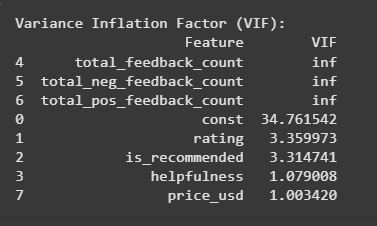 Variance Inflation Factor (VIF):
Feature VIF
4 total_feedback_count inf
5 total_neg_feedback_count inf
6 total_pos_feedback_count inf
0 const 34.761542
1 rating 3.359973
2 is_recommended 3.314741
3 helpfulness 1.079008
7 price_usd 1.003420